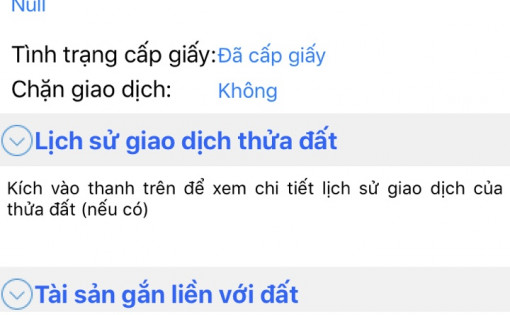 Null
Tình trạng cấp giấy: Đã cấp giấy
Chặn giao dịch: Không
Lịch sử giao dịch thửa đất
Kích vào thanh trên để xem chi tiết lịch sử giao dịch của
thửa đất (nếu có)
Tài sản gắn liền với đất